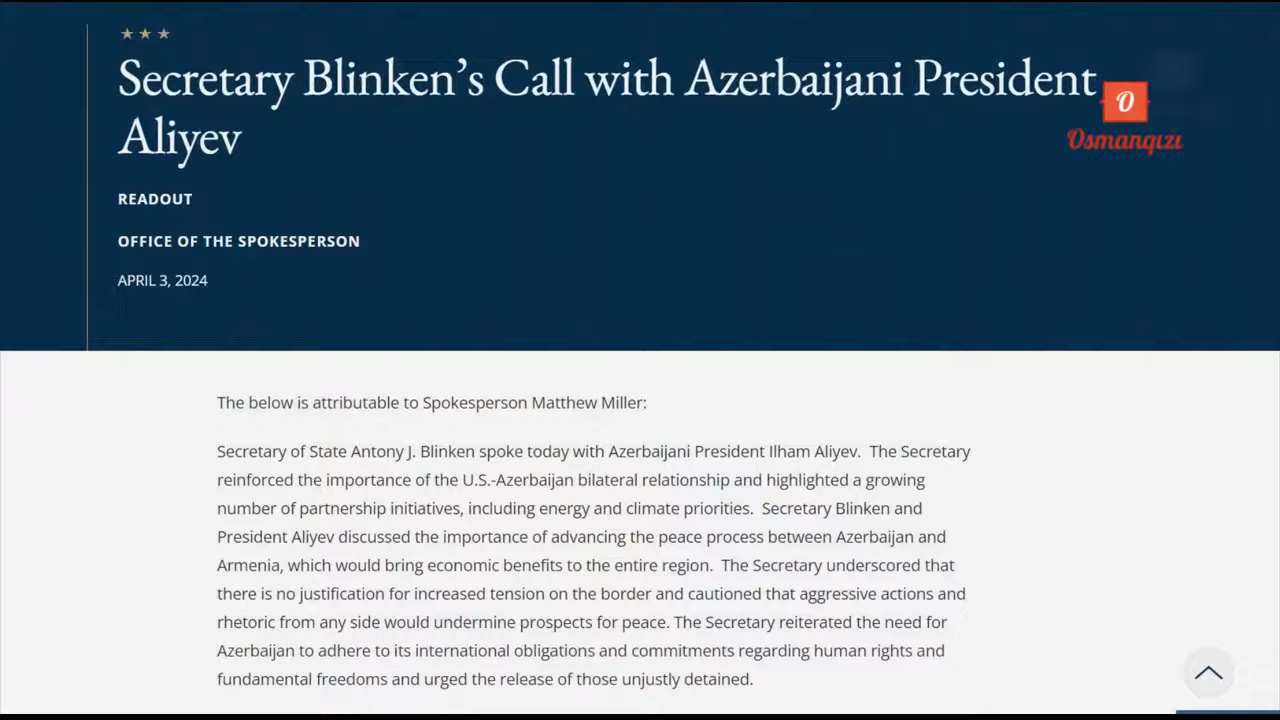 Secretary Blinken's Call with Azerbaijani President
Aliyev
O
Osmanqızı
READOUT
OFFICE OF THE SPOKESPERSON
APRIL 3, 2024
The below is attributable to Spokesperson Matthew Miller:
Secretary of State Antony J. Blinken spoke today with Azerbaijani President Ilham Aliyev.  The Secretary
reinforced the importance of the U.S.-Azerbaijan bilateral relationship and highlighted a growing
number of partnership initiatives, including energy and climate priorities.  Secretary Blinken and
President Aliyev discussed the importance of advancing the peace process between Azerbaijan and
Armenia, which would bring economic benefits to the entire region.  The Secretary underscored that
there is no justification for increased tension on the border and cautioned that aggressive actions and
rhetoric from any side would undermine prospects for peace. The Secretary reiterated the need for
Azerbaijan to adhere to its international obligations and commitments regarding human rights and
fundamental freedoms and urged the release of those unjustly detained.